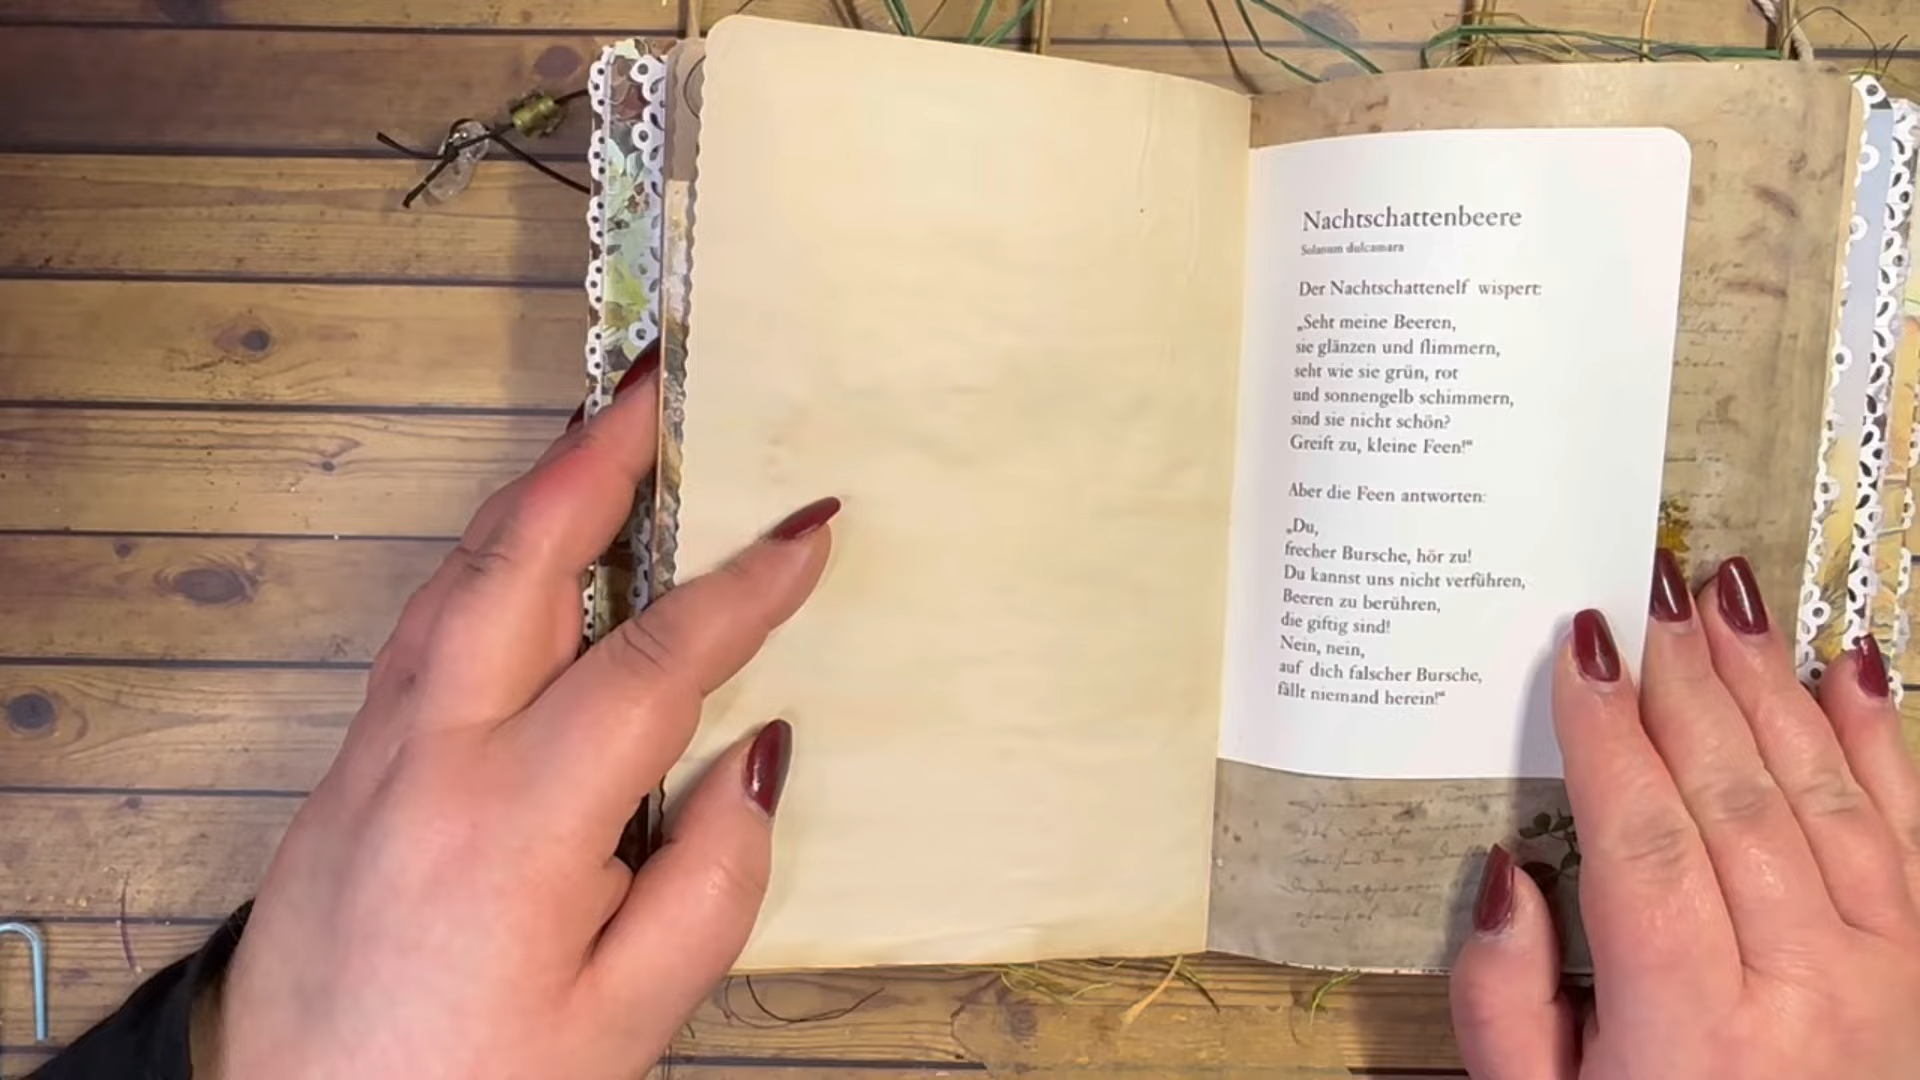 Nachtschattenbeere
Solanum dulcamara
Der Nachtschattenelf wispert:
„Seht meine Beeren,
sie glänzen und flimmern,
seht wie sie grün, rot
und sonnengelb schimmern,
sind sie nicht schön?
Greift zu, kleine Feen!“
Aber die Feen antworten:
„Du,
frecher Bursche, hör zu!
Du kannst uns nicht verführen,
Beeren zu berühren,
die giftig sind!
Nein, nein,
auf dich falscher Bursche,
fällt niemand herein!“